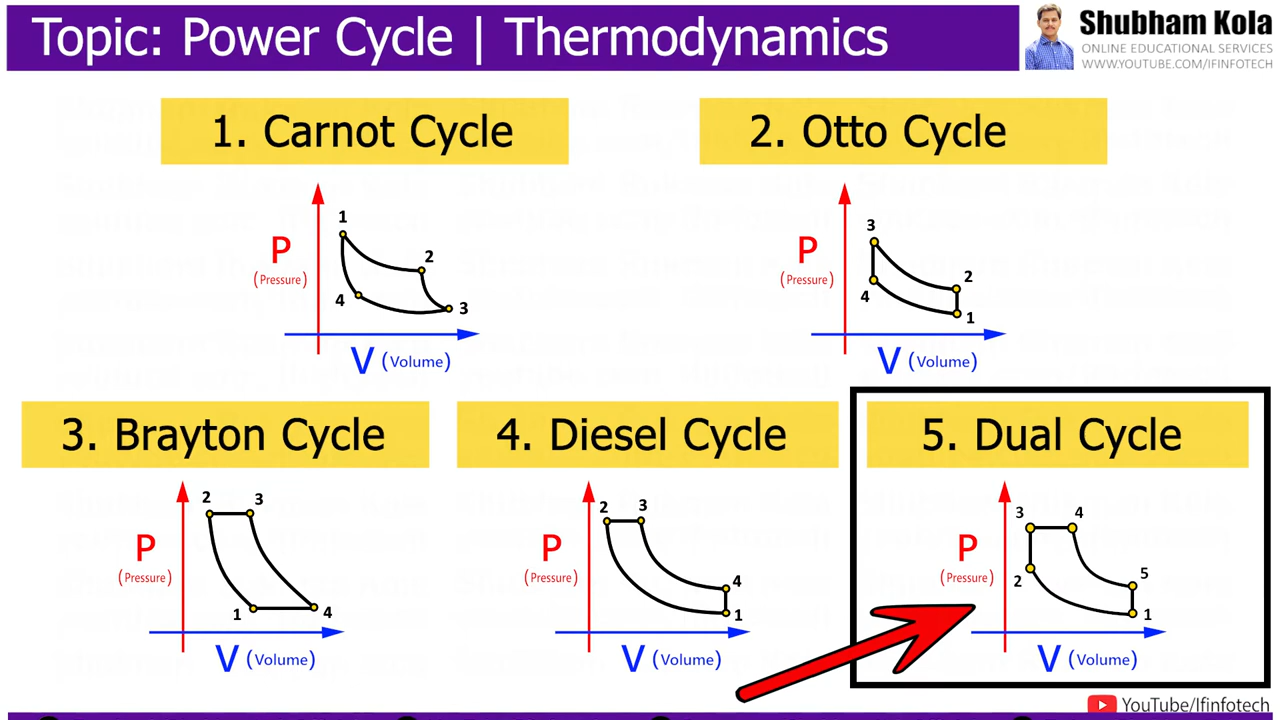 Topic: Power Cycle | Thermodynamics
Shubham Kola
ONLINE EDUCATIONAL SERVICES
WWW.YOUTUBE.COM/IFINFOTECH
1. Carnot Cycle
P
(Pressure)
1
2
3
4
V (Volume)
2. Otto Cycle
P
(Pressure)
3
2
4
1
V (Volume)
3. Brayton Cycle
P
(Pressure)
2
3
1
4
V (Volume)
4. Diesel Cycle
P
(Pressure)
2
3
4
1
V (Volume)
5. Dual Cycle
P
(Pressure)
3
4
2
5
1
V (Volume)
YouTube/Ifinfotech